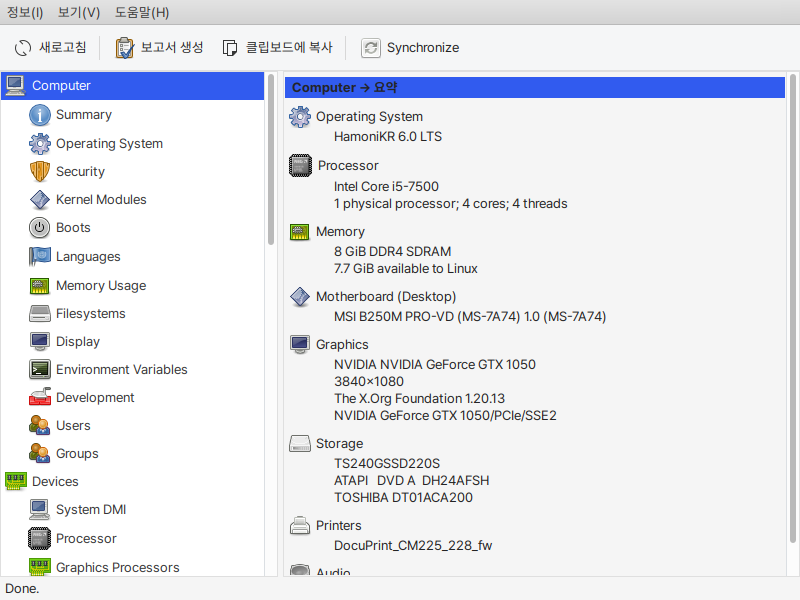 정보(I) 보기(V) 도움말(H)
새로고침 보고서 생성 클립보드에 복사 Synchronize
Computer
Summary
Operating System
Security
Kernel Modules
Boots
Languages
Memory Usage
Filesystems
Display
Environment Variables
Development
Users
Groups
Devices
System DMI
Processor
Graphics Processors
Computer → 요약
Operating System
HamoniKR 6.0 LTS
Processor
Intel Core i5-7500
1 physical processor; 4 cores; 4 threads
Memory
8 GiB DDR4 SDRAM
7.7 GiB available to Linux
Motherboard (Desktop)
MSI B250M PRO-VD (MS-7A74) 1.0 (MS-7A74)
Graphics
NVIDIA NVIDIA GeForce GTX 1050
3840×1080
The X.Org Foundation 1.20.13
NVIDIA GeForce GTX 1050/PCIe/SSE2
Storage
TS240GSSD220S
ATAPI DVD A DH24AFSH
TOSHIBA DT01ACA200
Printers
DocuPrint_CM225_228_fw
Audio
Done.